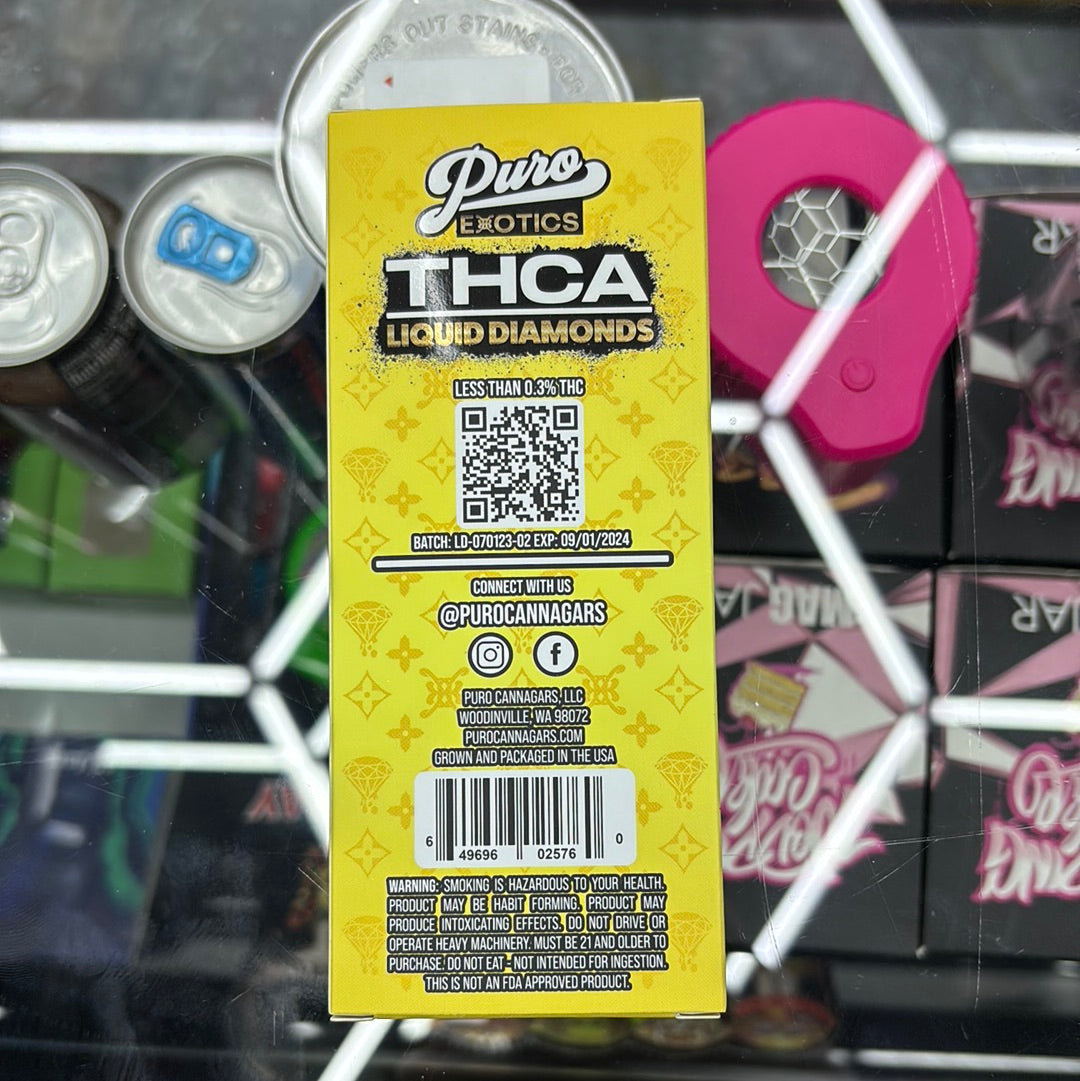 OUT STAINS
Puro
EXOTICS
THCA
LIQUID DIAMONDS
LESS THAN 0.3% THC
BATCH: LD-070123-02 EXP: 09/01/2024
CONNECT WITH US
@PUROCANNAGARS
PURO CANNAGARS, LLC
WOODINVILLE, WA 98072
PUROCANNAGARS.COM
GROWN AND PACKAGED IN THE USA
6 49696 02576 0
WARNING: SMOKING IS HAZARDOUS TO YOUR HEALTH.
PRODUCT MAY BE HABIT FORMING. PRODUCT MAY
PRODUCE INTOXICATING EFFECTS. DO NOT DRIVE OR
OPERATE HEAVY MACHINERY. MUST BE 21 AND OLDER TO
PURCHASE. DO NOT EAT - NOT INTENDED FOR INGESTION.
THIS IS NOT AN FDA APPROVED PRODUCT.
JAR